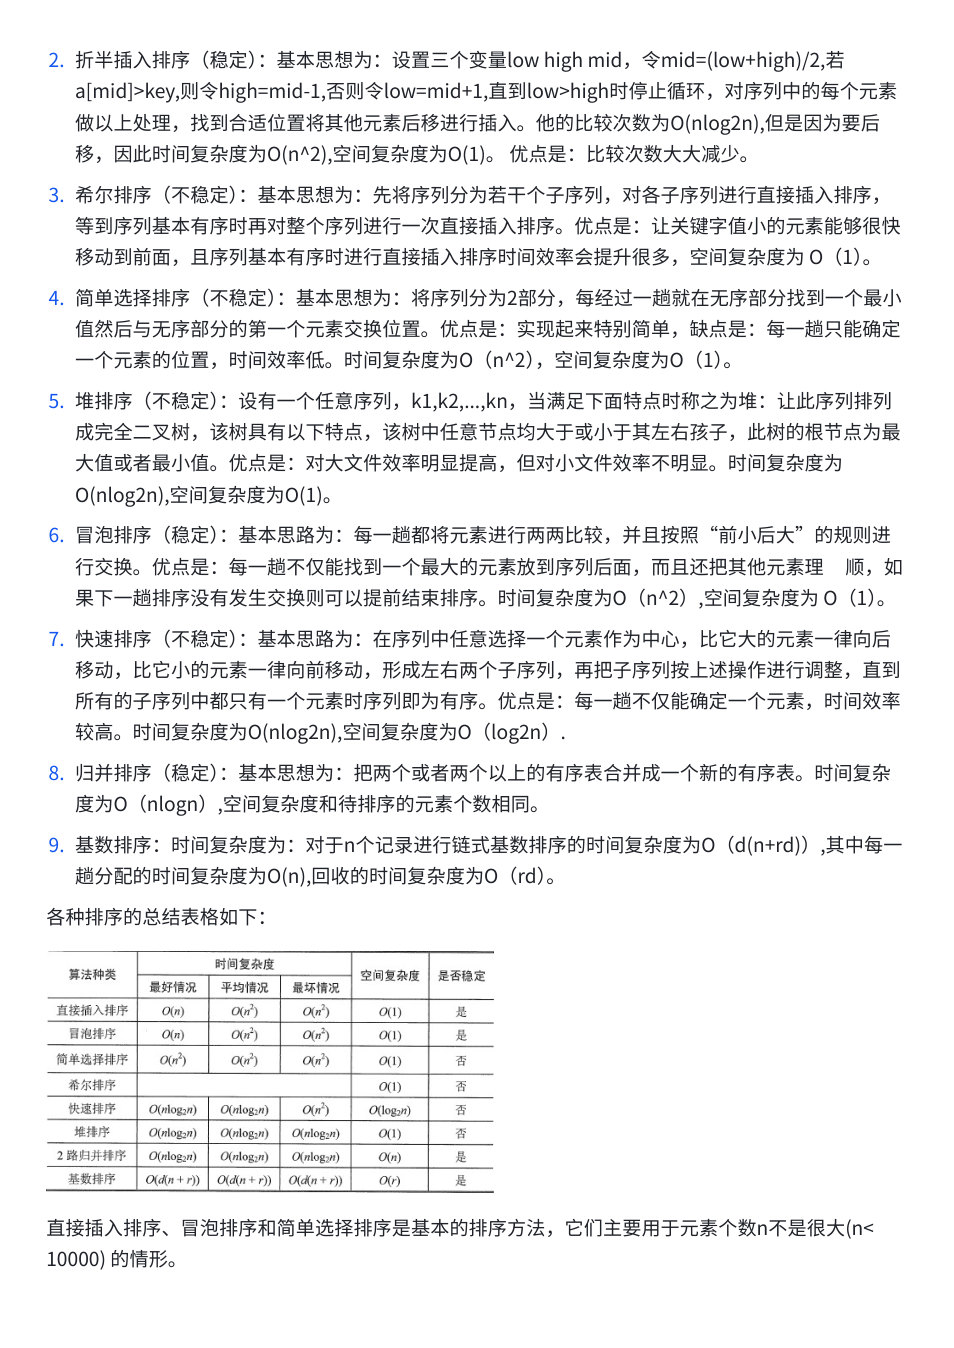 2. 折半插入排序（稳定）：基本思想为：设置三个变量low high mid，令mid=(low+high)/2,若
a[mid]>key,则令high=mid-1,否则令low=mid+1,直到low>high时停止循环，对序列中的每个元素
做以上处理，找到合适位置将其他元素后移进行插入。他的比较次数为O(nlog2n),但是因为要后
移，因此时间复杂度为O(n^2),空间复杂度为O(1)。 优点是：比较次数大大减少。
3. 希尔排序（不稳定）：基本思想为：先将序列分为若干个子序列，对各子序列进行直接插入排序，
等到序列基本有序时再对整个序列进行一次直接插入排序。优点是：让关键字值小的元素能够很快
移动到前面，且序列基本有序时进行直接插入排序时间效率会提升很多，空间复杂度为 O（1）。
4. 简单选择排序（不稳定）：基本思想为：将序列分为2部分，每经过一趟就在无序部分找到一个最小
值然后与无序部分的第一个元素交换位置。优点是：实现起来特别简单，缺点是：每一趟只能确定
一个元素的位置，时间效率低。时间复杂度为O（n^2），空间复杂度为O（1）。
5. 堆排序（不稳定）：设有一个任意序列，k1,k2,...,kn，当满足下面特点时称之为堆：让此序列排列
成完全二叉树，该树具有以下特点，该树中任意节点均大于或小于其左右孩子，此树的根节点为最
大值或者最小值。优点是：对大文件效率明显提高，但对小文件效率不明显。时间复杂度为
O(nlog2n),空间复杂度为O(1)。
6. 冒泡排序（稳定）：基本思路为：每一趟都将元素进行两两比较，并且按照“前小后大”的规则进
行交换。优点是：每一趟不仅能找到一个最大的元素放到序列后面，而且还把其他元素理 顺，如
果下一趟排序没有发生交换则可以提前结束排序。时间复杂度为O（n^2）,空间复杂度为 O（1）。
7. 快速排序（不稳定）：基本思路为：在序列中任意选择一个元素作为中心，比它大的元素一律向后
移动，比它小的元素一律向前移动，形成左右两个子序列，再把子序列按上述操作进行调整，直到
所有的子序列中都只有一个元素时序列即为有序。优点是：每一趟不仅能确定一个元素，时间效率
较高。时间复杂度为O(nlog2n),空间复杂度为O（log2n）.
8. 归并排序（稳定）：基本思想为：把两个或者两个以上的有序表合并成一个新的有序表。时间复杂
度为O（nlogn）,空间复杂度和待排序的元素个数相同。
9. 基数排序：时间复杂度为：对于n个记录进行链式基数排序的时间复杂度为O（d(n+rd)）,其中每一
趟分配的时间复杂度为O(n),回收的时间复杂度为O（rd）。
各种排序的总结表格如下：
算法种类 时间复杂度 空间复杂度 是否稳定
最好情况 平均情况 最坏情况
直接插入排序 O(n) O(n²) O(n²) O(1) 是
冒泡排序 O(n) O(n²) O(n²) O(1) 是
简单选择排序 O(n²) O(n²) O(n²) O(1) 否
希尔排序 O(1) 否
快速排序 O(nlog₂n) O(nlog₂n) O(n²) O(log₂n) 否
堆排序 O(nlog₂n) O(nlog₂n) O(nlog₂n) O(1) 否
2 路归并排序 O(nlog₂n) O(nlog₂n) O(nlog₂n) O(n) 是
基数排序 O(d(n + r)) O(d(n + r)) O(d(n + r)) O(r) 是
直接插入排序、冒泡排序和简单选择排序是基本的排序方法，它们主要用于元素个数n不是很大(n<
10000) 的情形。